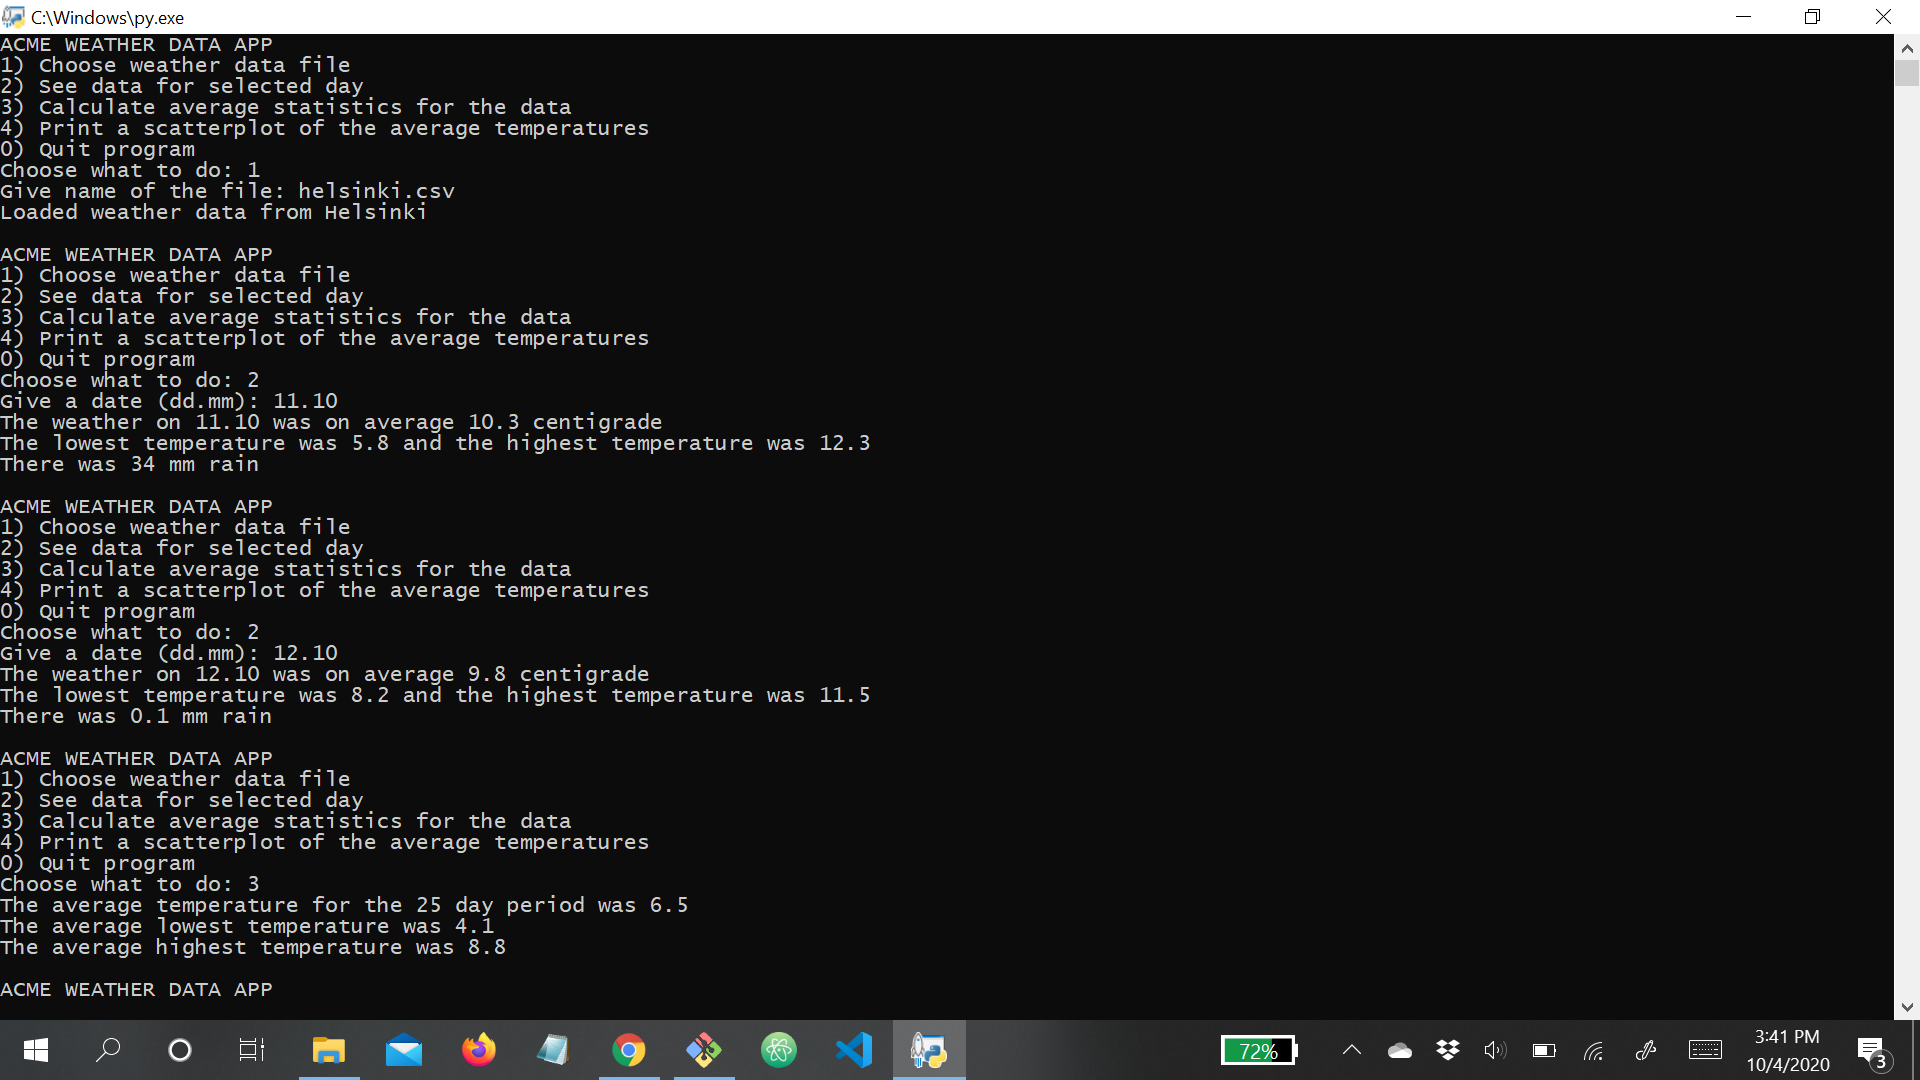 C:\Windows\py.exe
ACME WEATHER DATA APP
1) Choose weather data file
2) See data for selected day
3) Calculate average statistics for the data
4) Print a scatterplot of the average temperatures
0) Quit program
Choose what to do: 1
Give name of the file: helsinki.csv
Loaded weather data from Helsinki
ACME WEATHER DATA APP
1) Choose weather data file
2) See data for selected day
3) Calculate average statistics for the data
4) Print a scatterplot of the average temperatures
0) Quit program
Choose what to do: 2
Give a date (dd.mm): 11.10
The weather on 11.10 was on average 10.3 centigrade
The lowest temperature was 5.8 and the highest temperature was 12.3
There was 34 mm rain
ACME WEATHER DATA APP
1) Choose weather data file
2) See data for selected day
3) Calculate average statistics for the data
4) Print a scatterplot of the average temperatures
0) Quit program
Choose what to do: 2
Give a date (dd.mm): 12.10
The weather on 12.10 was on average 9.8 centigrade
The lowest temperature was 8.2 and the highest temperature was 11.5
There was 0.1 mm rain
ACME WEATHER DATA APP
1) Choose weather data file
2) See data for selected day
3) Calculate average statistics for the data
4) Print a scatterplot of the average temperatures
0) Quit program
Choose what to do: 3
The average temperature for the 25 day period was 6.5
The average lowest temperature was 4.1
The average highest temperature was 8.8
ACME WEATHER DATA APP
72%
3:41 PM
10/4/2020
3